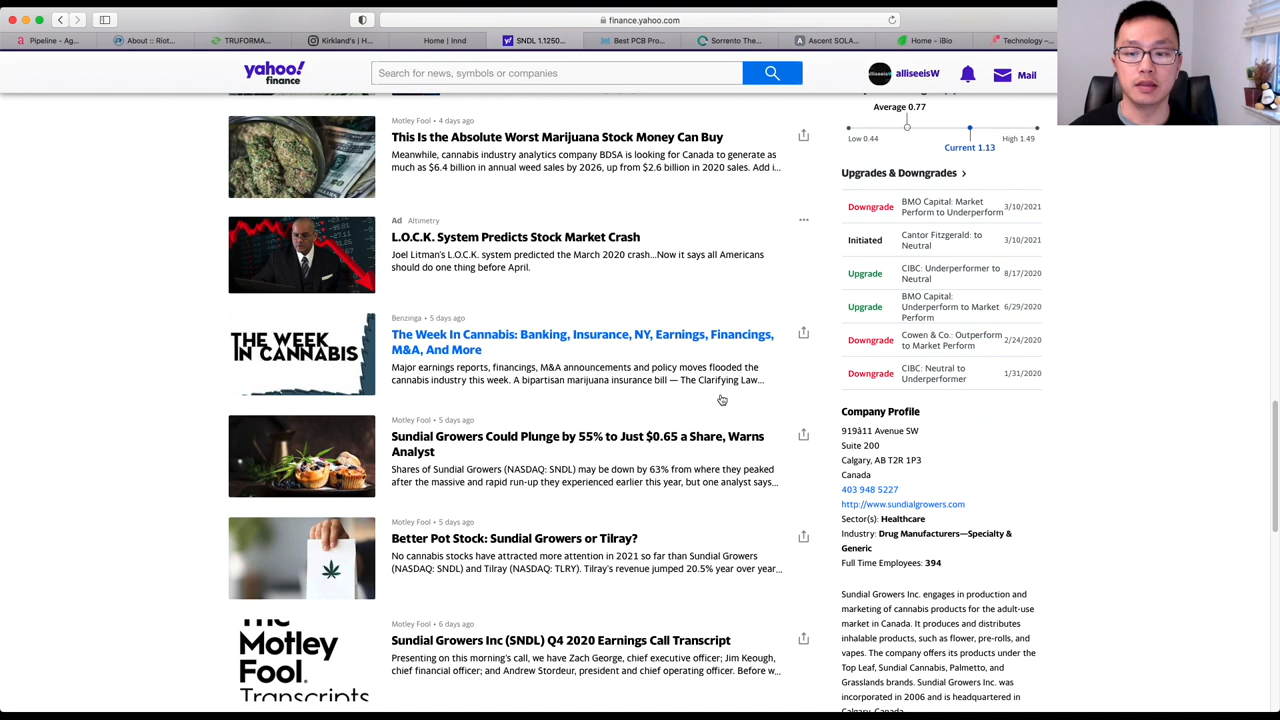 finance.yahoo.com
Pipeline – Ag...
About :: Riot...
TRUFORMA...
Kirkland's | H...
Home | Innd
SNDL 1.1250...
Best PCB Pro...
Sorrento The...
Ascent SOLA...
Home - iBio
Technology –...
yahoo!
finance
Search for news, symbols or companies
alliseeisW
alliseeisW
Mail
Average 0.77
Low 0.44
High 1.49
Current 1.13
Motley Fool • 4 days ago
This Is the Absolute Worst Marijuana Stock Money Can Buy
Meanwhile, cannabis industry analytics company BDSA is looking for Canada to generate as
much as $6.4 billion in annual weed sales by 2026, up from $2.6 billion in 2020 sales. Add i...
Ad Altimetry
L.O.C.K. System Predicts Stock Market Crash
Joel Litman's L.O.C.K. system predicted the March 2020 crash...Now it says all Americans
should do one thing before April.
THE WEEK
IN CANNABIS
Benzinga • 5 days ago
The Week In Cannabis: Banking, Insurance, NY, Earnings, Financings,
M&A, And More
Major earnings reports, financings, M&A announcements and policy moves flooded the
cannabis industry this week. A bipartisan marijuana insurance bill — The Clarifying Law...
Motley Fool • 5 days ago
Sundial Growers Could Plunge by 55% to Just $0.65 a Share, Warns
Analyst
Shares of Sundial Growers (NASDAQ: SNDL) may be down by 63% from where they peaked
after the massive and rapid run-up they experienced earlier this year, but one analyst says...
Motley Fool • 5 days ago
Better Pot Stock: Sundial Growers or Tilray?
No cannabis stocks have attracted more attention in 2021 so far than Sundial Growers
(NASDAQ: SNDL) and Tilray (NASDAQ: TLRY). Tilray's revenue jumped 20.5% year over year...
The
Motley
Fool.
Transcripts
Motley Fool • 6 days ago
Sundial Growers Inc (SNDL) Q4 2020 Earnings Call Transcript
Presenting on this morning's call, we have Zach George, chief executive officer; Jim Keough,
chief financial officer; and Andrew Stordeur, president and chief operating officer. Before w...
Upgrades & Downgrades
Downgrade
BMO Capital: Market
Perform to Underperform
3/10/2021
Initiated
Cantor Fitzgerald: to
Neutral
3/10/2021
Upgrade
CIBC: Underperformer to
Neutral
8/17/2020
Upgrade
BMO Capital:
Underperform to Market
Perform
6/29/2020
Downgrade
Cowen & Co.: Outperform
to Market Perform
2/24/2020
Downgrade
CIBC: Neutral to
Underperformer
1/31/2020
Company Profile
919â11 Avenue SW
Suite 200
Calgary, AB T2R 1P3
Canada
403 948 5227
http://www.sundialgrowers.com
Sector(s): Healthcare
Industry: Drug Manufacturers—Specialty &
Generic
Full Time Employees: 394
Sundial Growers Inc. engages in production and
marketing of cannabis products for the adult-use
market in Canada. It produces and distributes
inhalable products, such as flower, pre-rolls, and
vapes. The company offers its products under the
Top Leaf, Sundial Cannabis, Palmetto, and
Grasslands brands. Sundial Growers Inc. was
incorporated in 2006 and is headquartered in
Calgary, Canada.